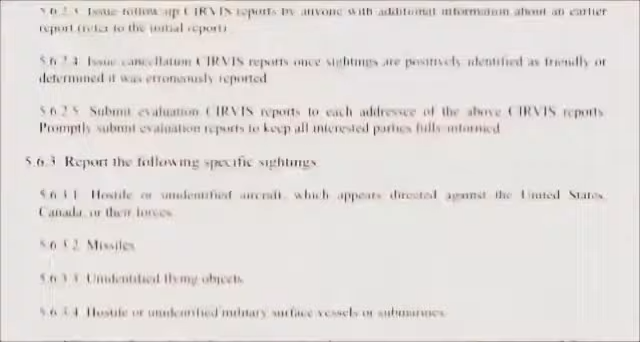 5.6.2.3 Issue follow up CIRVIS reports by anyone with additional information about an earlier
report (refer to the initial report)
5.6.2.4 Issue cancellation CIRVIS reports once sightings are positively identified as friendly or
determined it was erroneously reported
5.6.2.5 Submit evaluation CIRVIS reports to each addressee of the above CIRVIS reports.
Promptly submit evaluation reports to keep all interested parties fully informed
5.6.3 Report the following specific sightings
5.6.3.1 Hostile or unidentified aircraft, which appears directed against the United States,
Canada, or their forces
5.6.3.2 Missiles
5.6.3.3 Unidentified flying objects
5.6.3.4 Hostile or unidentified military surface vessels or submarines